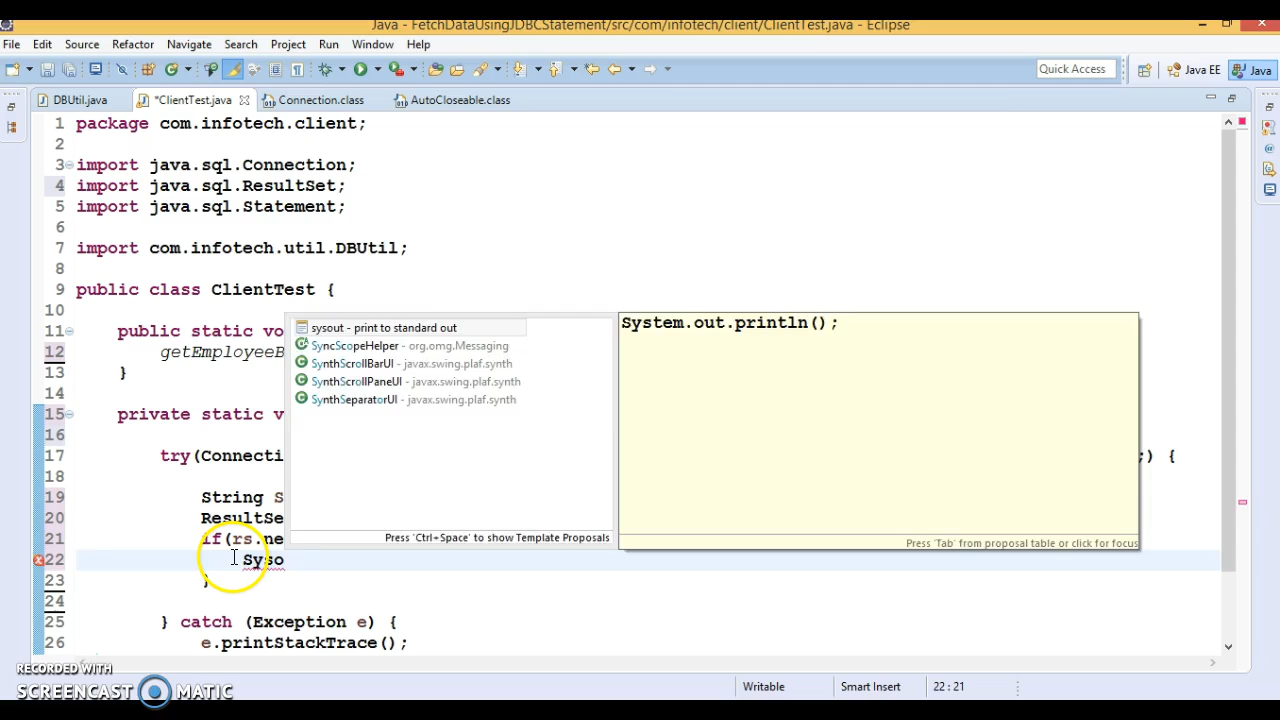 Java - FetchDataUsingJDBCStatement/src/com/infotech/client/ClientTest.java - Eclipse
File Edit Source Refactor Navigate Search Project Run Window Help
Quick Access Java EE Java
DBUtil.java *ClientTest.java Connection.class AutoCloseable.class
1 package com.infotech.client;
2
3 import java.sql.Connection;
4 import java.sql.ResultSet;
5 import java.sql.Statement;
6
7 import com.infotech.util.DBUtil;
8
9 public class ClientTest {
10
11 public static vo
12 getEmployeeB
13 }
14
15 private static v
16
17 try(Connecti ;) {
18
19 String S
20 ResultSe
21 if(rs.ne
22 Syso
23 }
24
25 } catch (Exception e) {
26 e.printStackTrace();
sysout - print to standard out
SyncScopeHelper - org.omg.Messaging
SynthScrollBarUI - javax.swing.plaf.synth
SynthScrollPaneUI - javax.swing.plaf.synth
SynthSeparatorUI - javax.swing.plaf.synth
Press 'Ctrl+Space' to show Template Proposals
System.out.println();
Press 'Tab' from proposal table or click for focus
Writable Smart Insert 22 : 21
RECORDED WITH
SCREENCAST MATIC